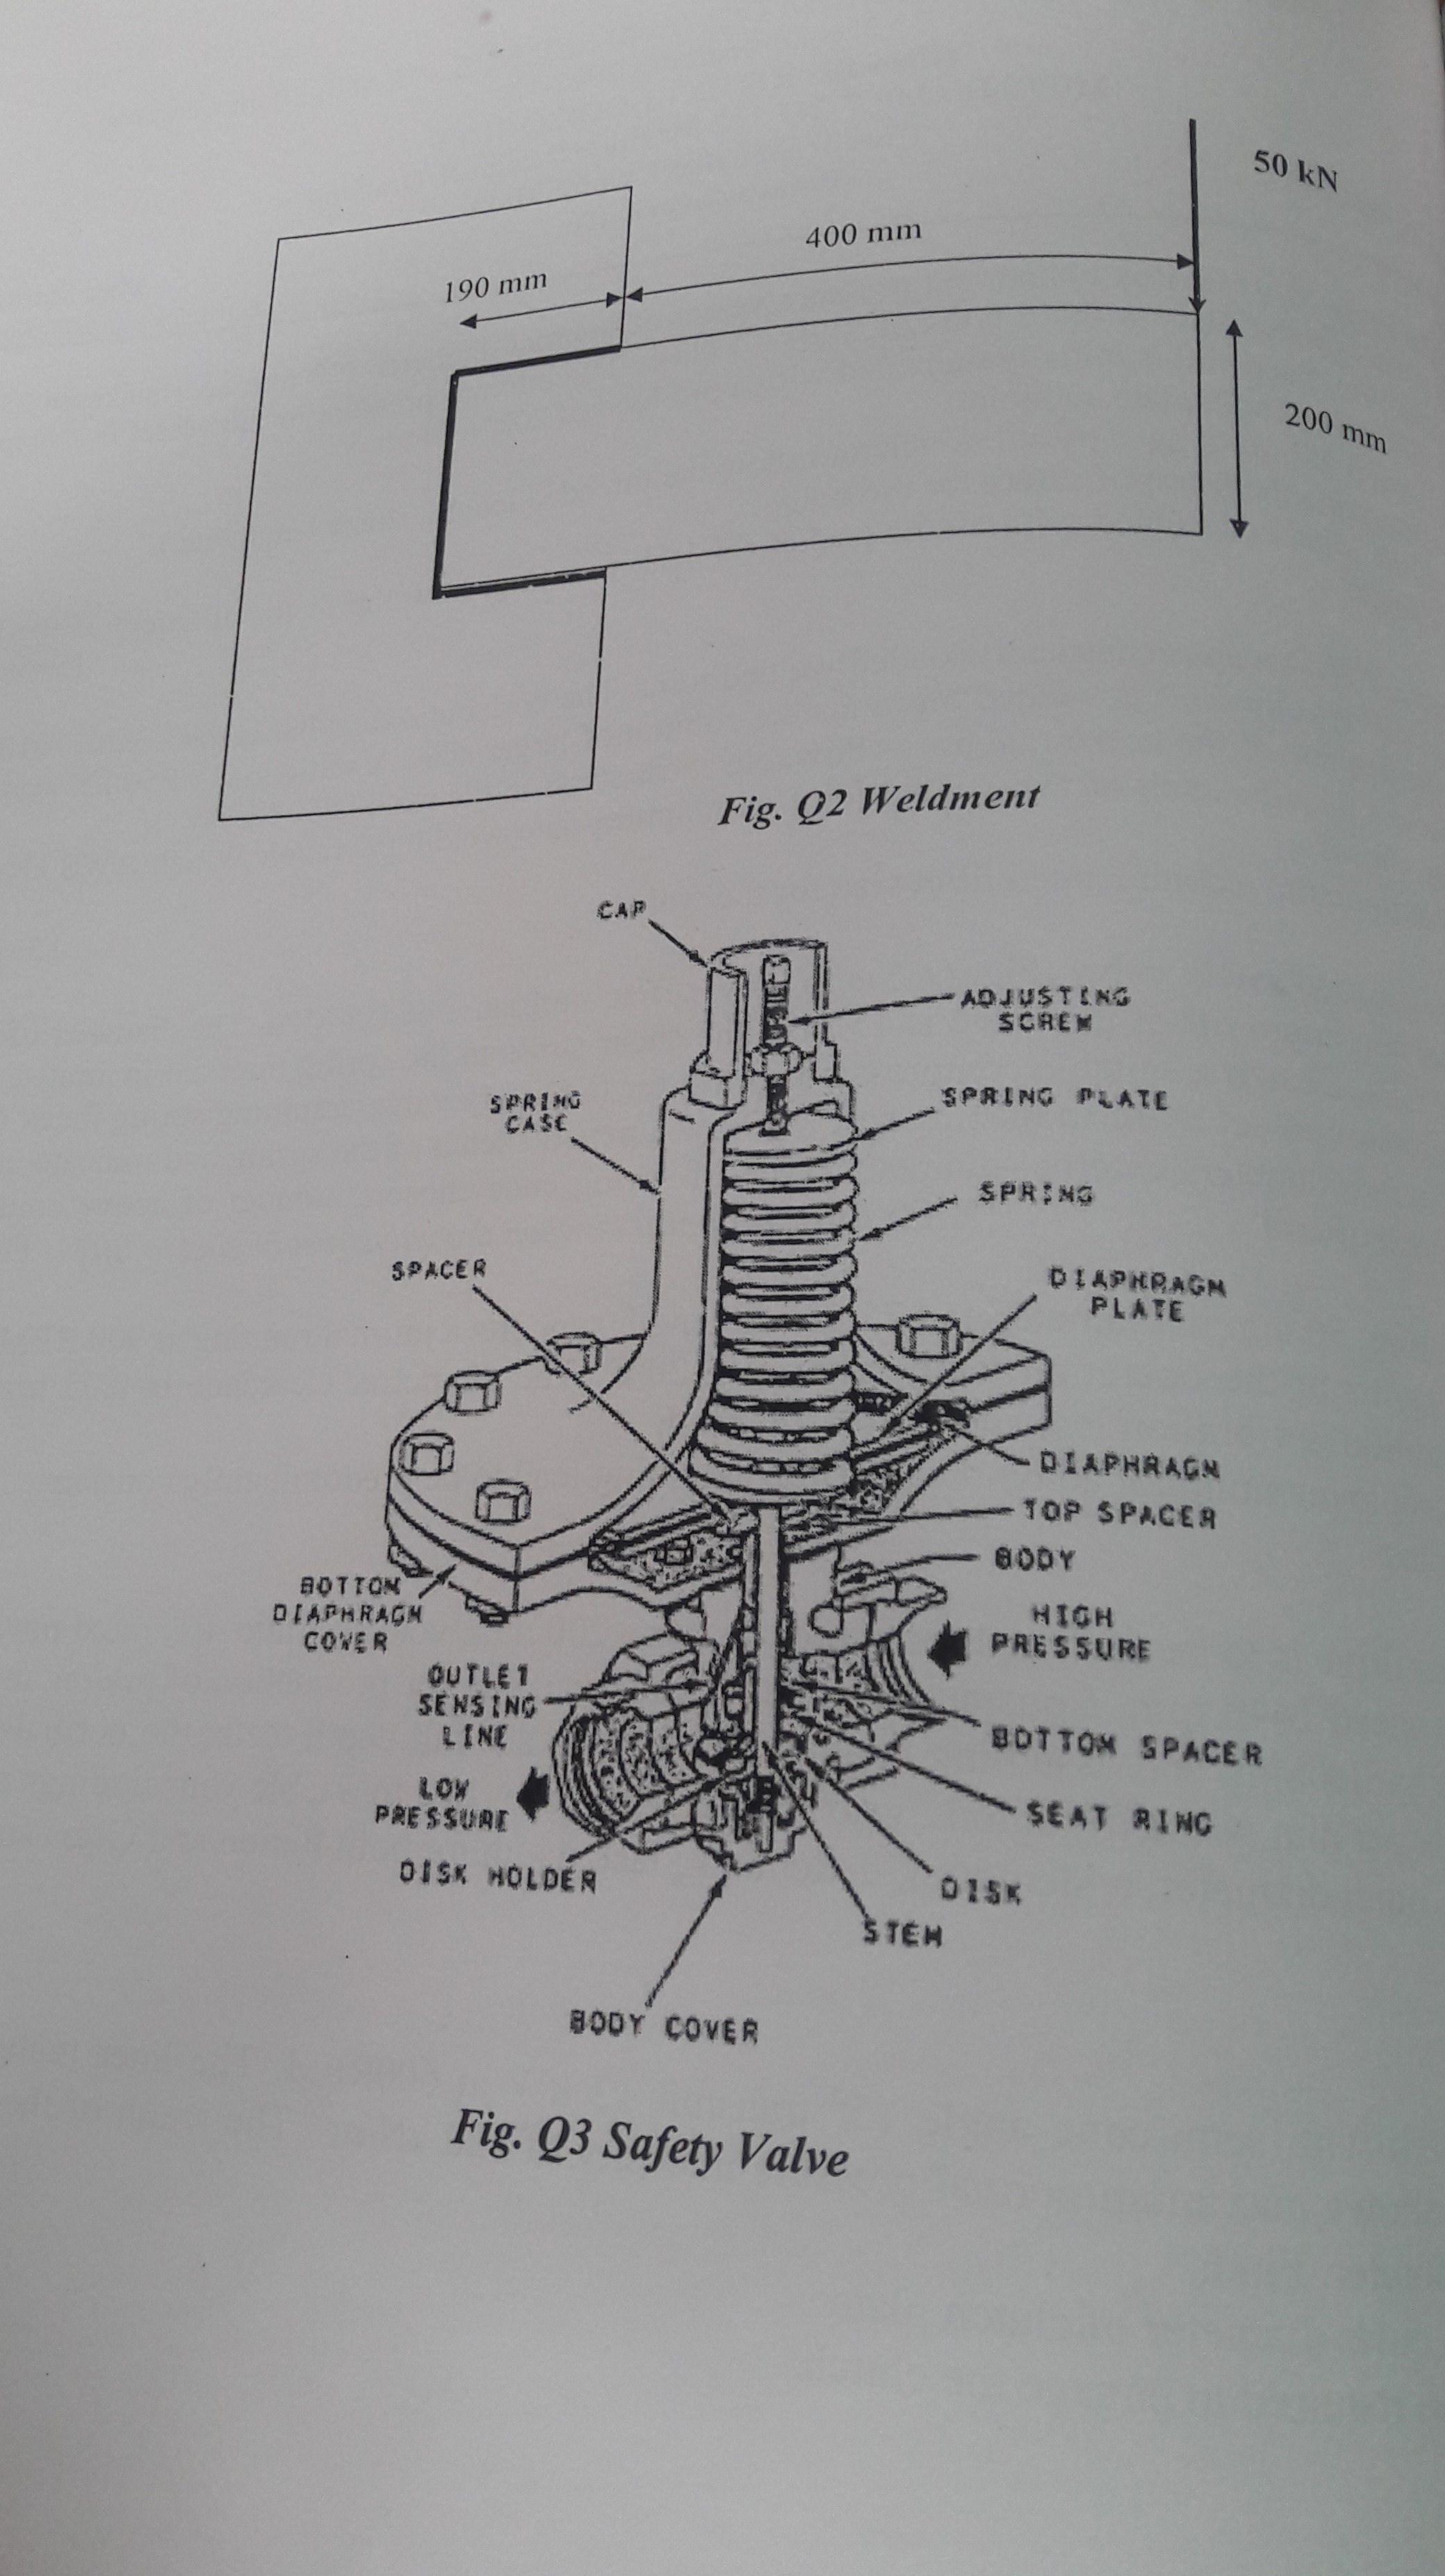 50 kN
400 mm
190 mm
200 mm
Fig. Q2 Weldment
CAP
ADJUSTING
SCREW
SPRING PLATE
SPRING
CASE
SPRING
SPACER
DIAPHRAGM
PLATE
DIAPHRAGM
TOP SPACER
BODY
BOTTOM
DIAPHRAGM
COVER
HIGH
PRESSURE
OUTLET
SENSING
LINE
BOTTOM SPACER
LOW
PRESSURE
SEAT RING
DISK HOLDER
DISK
STEM
BODY COVER
Fig. Q3 Safety Valve